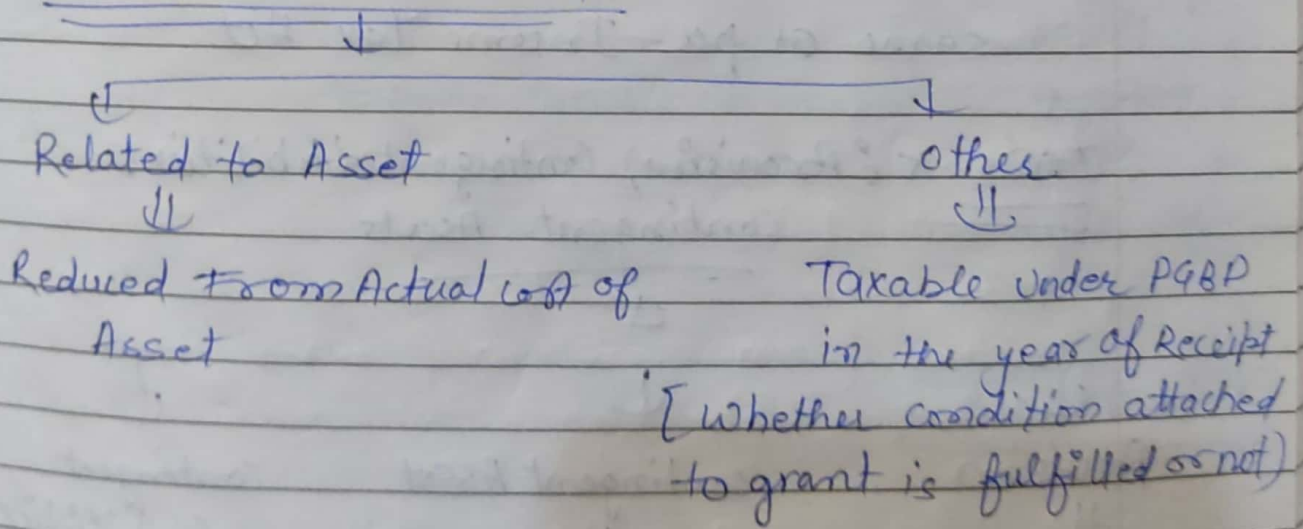 Related to Asset
other
Reduced From Actual cost of
Asset
Taxable Under PGBP
in the year of Receipt
[Whether condition attached
to grant is fulfilled or not)